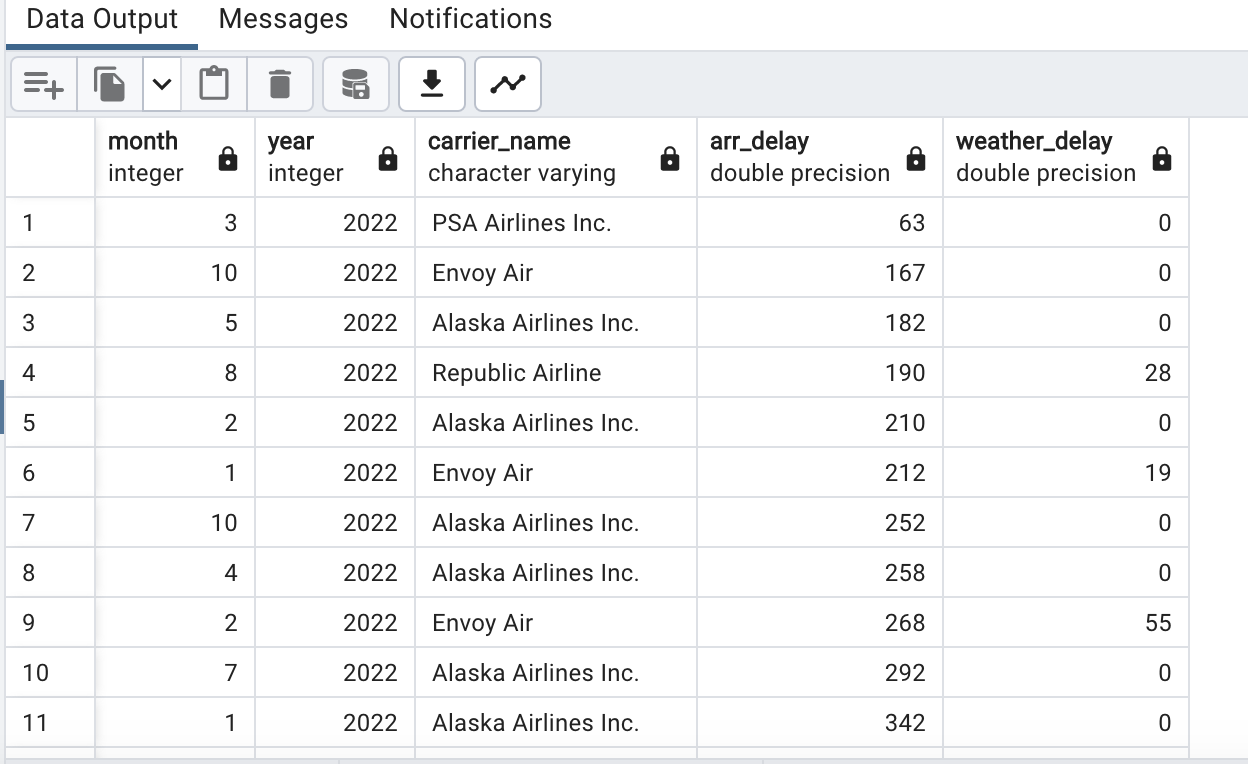 Data Output Messages Notifications
month year carrier_name arr_delay weather_delay
integer integer character varying double precision double precision
1 3 2022 PSA Airlines Inc. 63 0
2 10 2022 Envoy Air 167 0
3 5 2022 Alaska Airlines Inc. 182 0
4 8 2022 Republic Airline 190 28
5 2 2022 Alaska Airlines Inc. 210 0
6 1 2022 Envoy Air 212 19
7 10 2022 Alaska Airlines Inc. 252 0
8 4 2022 Alaska Airlines Inc. 258 0
9 2 2022 Envoy Air 268 55
10 7 2022 Alaska Airlines Inc. 292 0
11 1 2022 Alaska Airlines Inc. 342 0